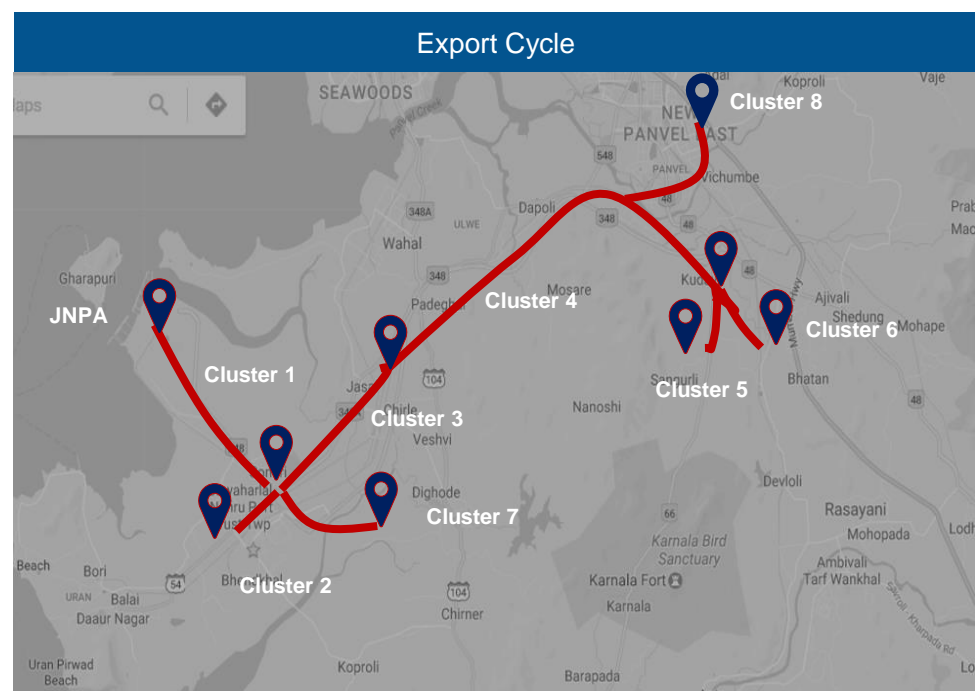 Export Cycle
SEAWOODS
Koproli
Vaje
Cluster 8
NEW
PANVEL EAST
Panvel Creek
548
PANVEL
Vichumbe
48
Dapoli
348A
ULWE
348
48
Wahal
Gharapuri
348
Mosare
48
Padeghar
Cluster 4
Ajivali
JNPA
Shedung
Mohape
Cluster 6
Cluster 1
104
Sangurli
Bhatan
Cluster 5
48
Nanoshi
Chirle
Cluster 3
Veshvi
Devloli
Dighode
66
Rasayani
Cluster 7
Mohopada
Karnala Bird
Sanctuary
Beach
Bori
54
Cluster 2
Karnala Fort
Ambivali
Tarf Wankhal
URAN
Balai
104
Karnala
Daaur Nagar
Chirner
Uran Pirwad
Beach
Koproli
Barapada